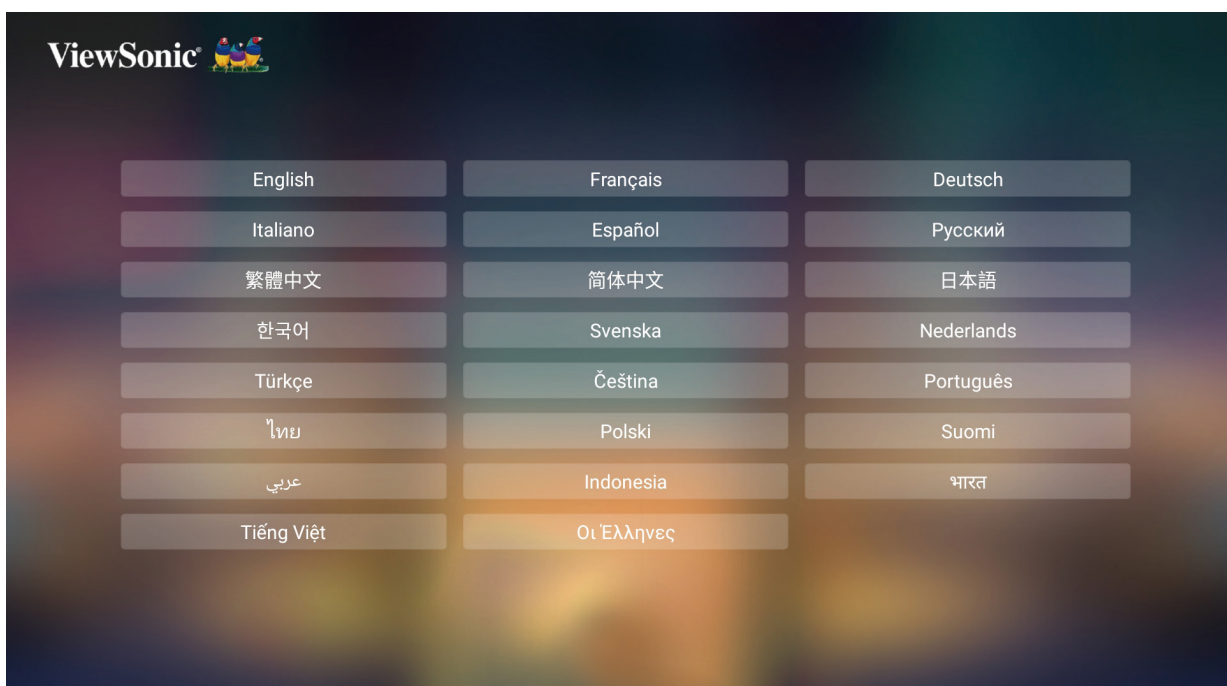 ViewSonic®
English Français Deutsch
Italiano Español Русский
繁體中文 简体中文 日本語
한국어 Svenska Nederlands
Türkçe Čeština Português
ไทย Polski Suomi
عربي Indonesia भारत
Tiếng Việt Οι Έλληνες